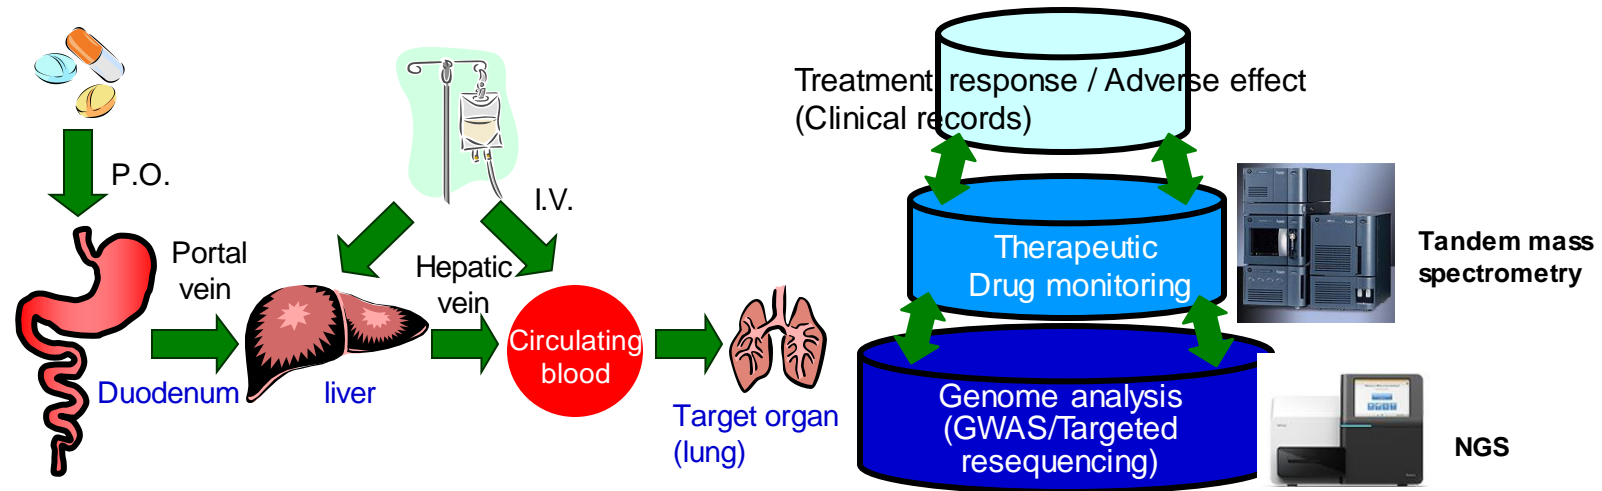 P.O.
I.V.
Portal
vein
Hepatic
vein
Circulating
blood
Duodenum
liver
Target organ
(lung)
Treatment response / Adverse effect
(Clinical records)
Therapeutic
Drug monitoring
Tandem mass
spectrometry
Genome analysis
(GWAS/Targeted
resequencing)
NGS